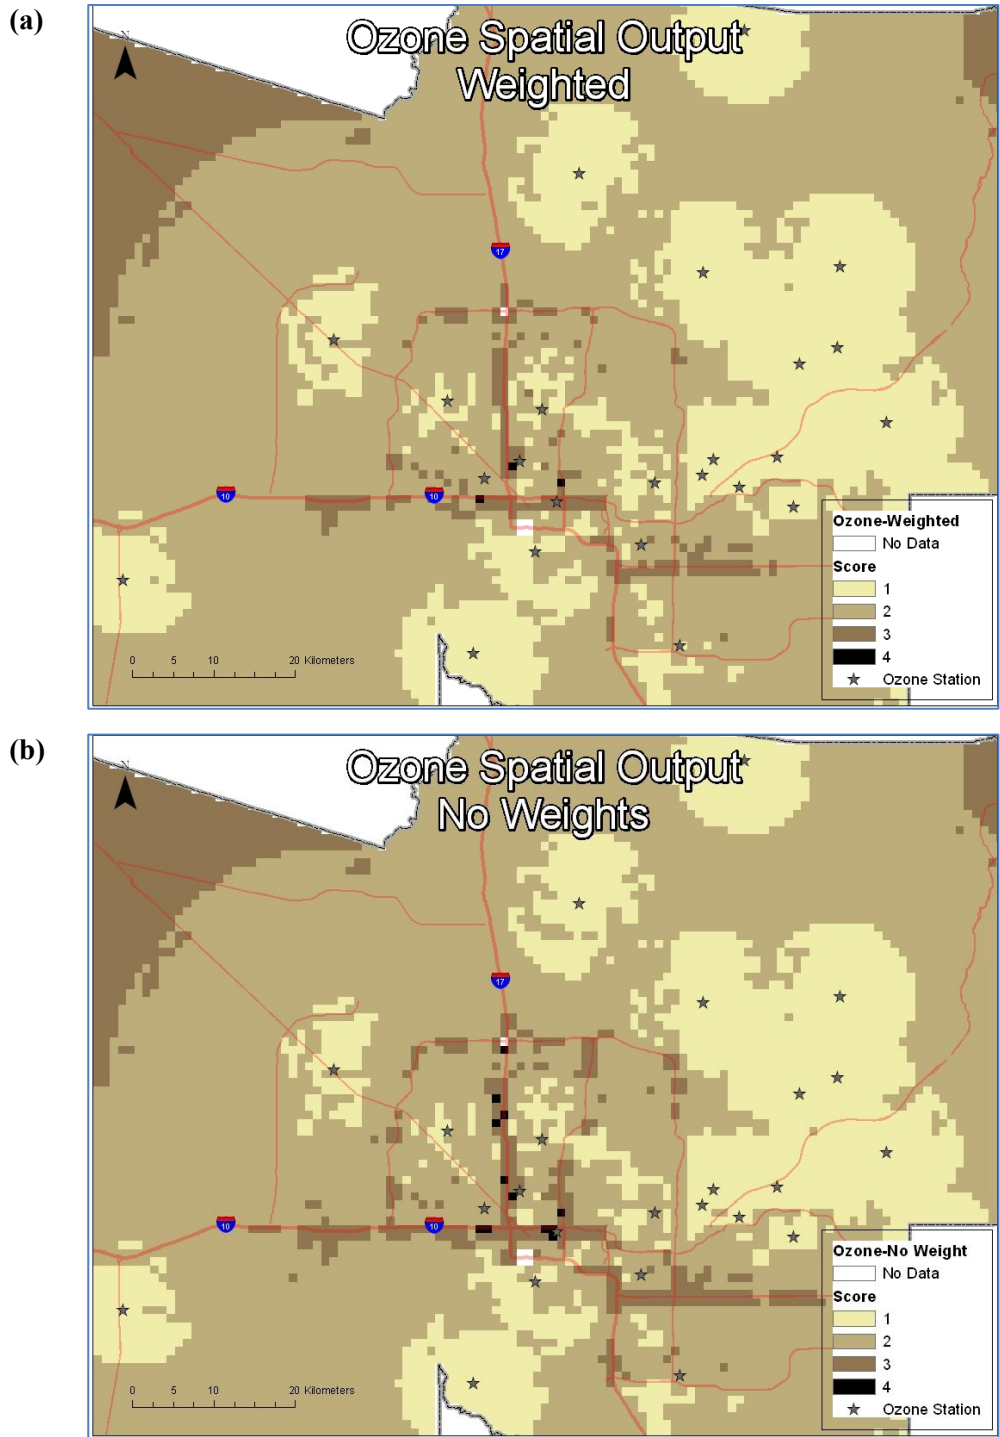 (a)
Ozone Spatial Output
Weighted
N
17
10
10
Ozone-Weighted
No Data
Score
1
2
3
4
Ozone Station
0 5 10 20 Kilometers
(b)
Ozone Spatial Output
No Weights
N
17
10
10
Ozone-No Weight
No Data
Score
1
2
3
4
Ozone Station
0 5 10 20 Kilometers